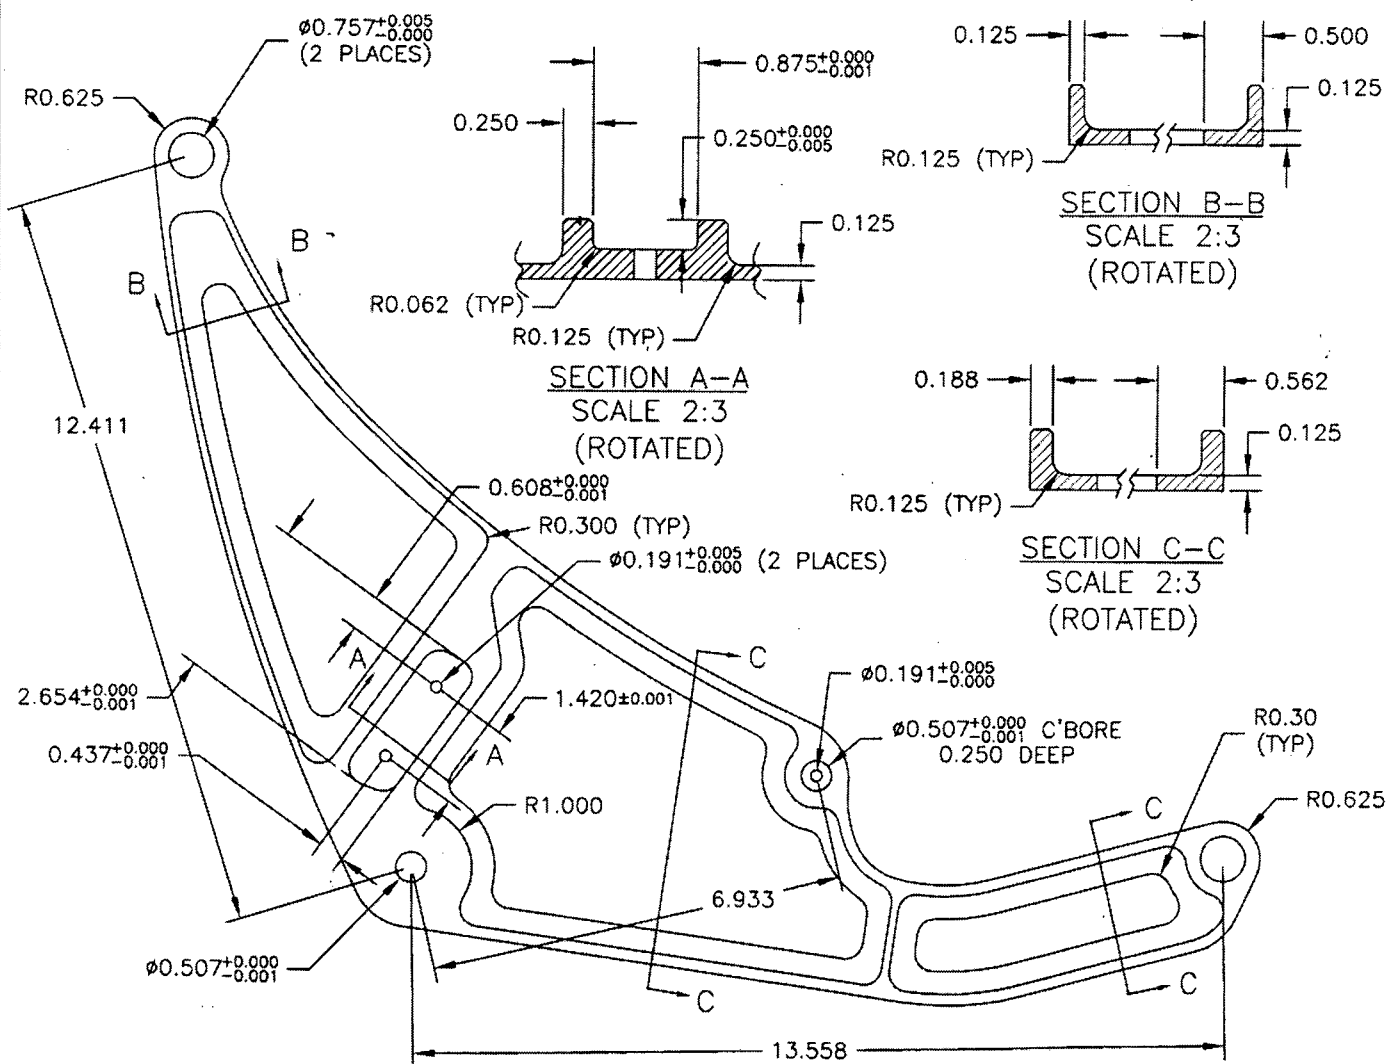 ø0.757+0.005 -0.000
(2 PLACES)
R0.625
0.875+0.000 -0.001
0.250
0.250+0.000 -0.005
0.125
R0.062 (TYP)
R0.125 (TYP)
SECTION A-A
SCALE 2:3
(ROTATED)
0.125
0.500
0.125
R0.125 (TYP)
SECTION B-B
SCALE 2:3
(ROTATED)
B
B
12.411
0.188
0.562
0.125
R0.125 (TYP)
SECTION C-C
SCALE 2:3
(ROTATED)
0.608+0.000 -0.001
R0.300 (TYP)
ø0.191+0.005 -0.000 (2 PLACES)
A
C
2.654+0.000 -0.001
1.420±0.001
ø0.191+0.005 -0.000
0.437+0.000 -0.001
A
ø0.507+0.000 -0.001 C'BORE
0.250 DEEP
R0.30
(TYP)
R1.000
C
R0.625
6.933
ø0.507+0.000 -0.001
C
C
13.558